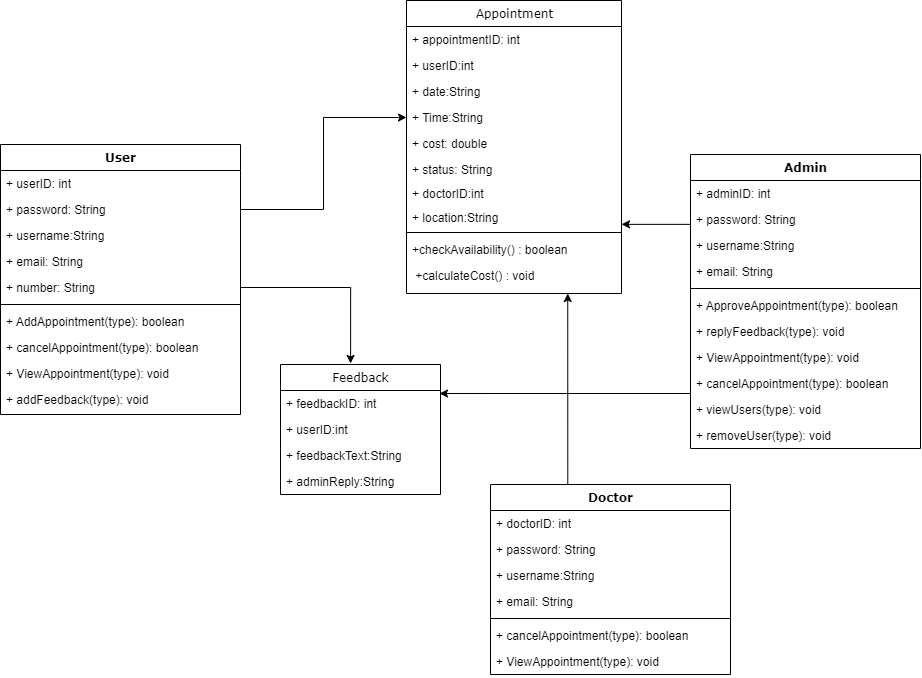 Appointment
+ appointmentID: int
+ userID:int
+ date:String
+ Time:String
+ cost: double
+ status: String
+ doctorID:int
+ location:String
+checkAvailability() : boolean
+calculateCost() : void
User
+ userID: int
+ password: String
+ username:String
+ email: String
+ number: String
+ AddAppointment(type): boolean
+ cancelAppointment(type): boolean
+ ViewAppointment(type): void
+ addFeedback(type): void
Admin
+ adminID: int
+ password: String
+ username:String
+ email: String
+ ApproveAppointment(type): boolean
+ replyFeedback(type): void
+ ViewAppointment(type): void
+ cancelAppointment(type): boolean
+ viewUsers(type): void
+ removeUser(type): void
Feedback
+ feedbackID: int
+ userID:int
+ feedbackText:String
+ adminReply:String
Doctor
+ doctorID: int
+ password: String
+ username:String
+ email: String
+ cancelAppointment(type): boolean
+ ViewAppointment(type): void